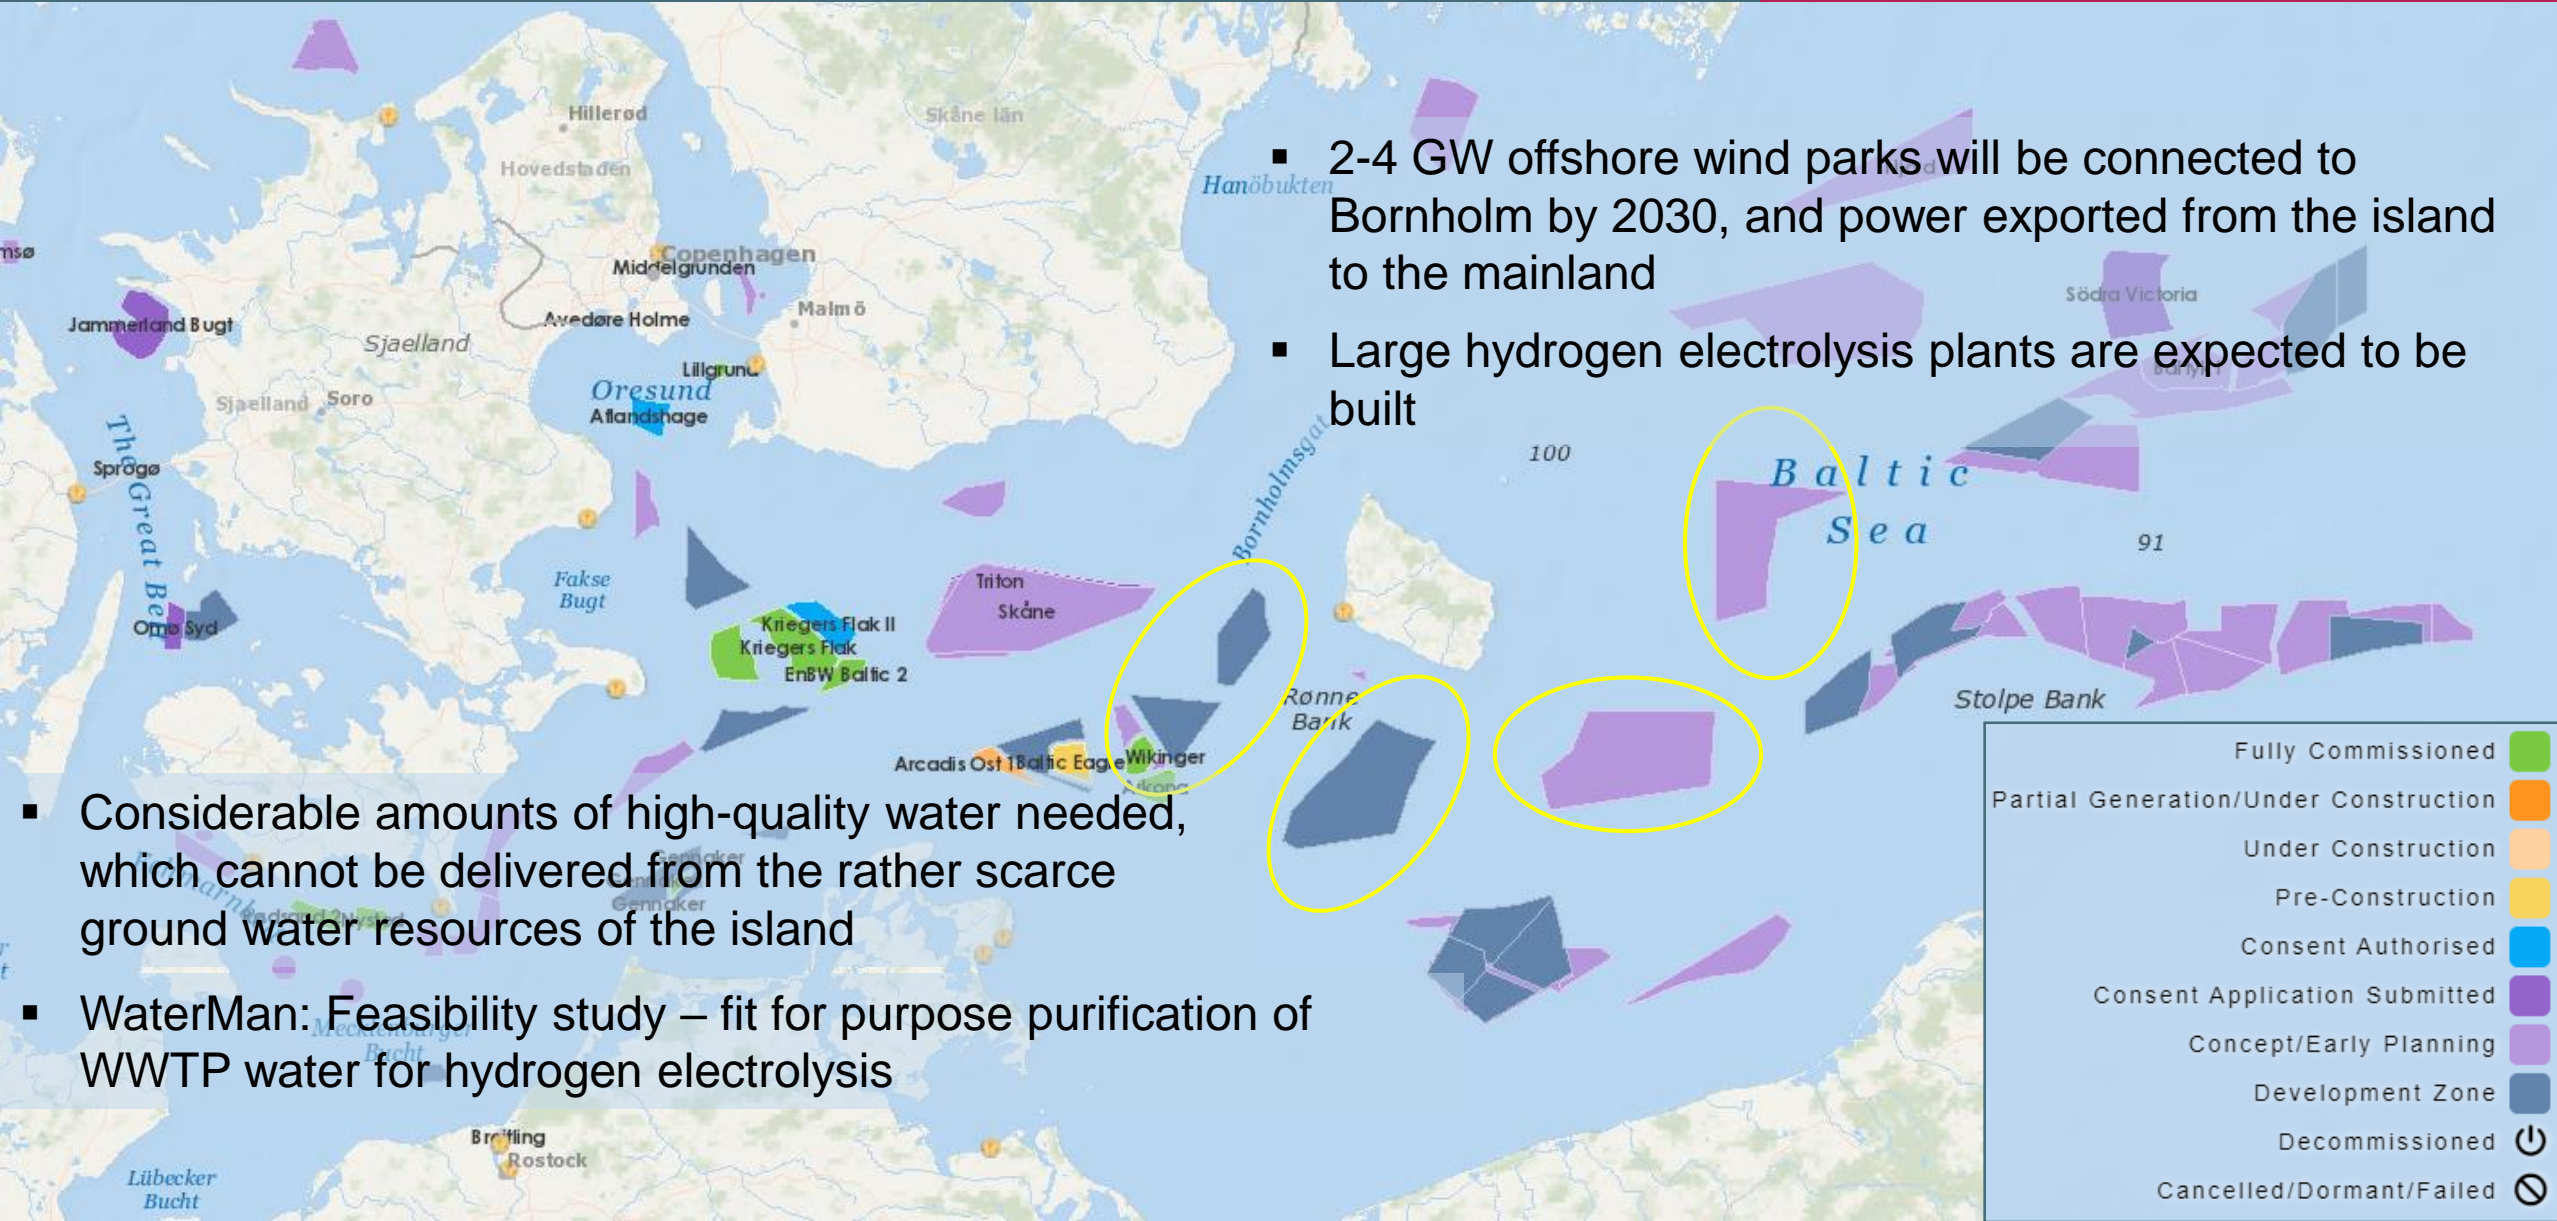 Hillerød
Skåne län
Hovedstaden
Hanöbukten
▪ 2-4 GW offshore wind parks will be connected to
Bornholm by 2030, and power exported from the island
to the mainland
▪ Large hydrogen electrolysis plants are expected to be
built
Copenhagen
Middelgrunden
Malmö
Avedøre Holme
Jammerland Bugt
Sjaelland
Södra Victoria
Lillgrund
Öresund
Sjaelland
Soro
Aflandshage
The Great Belt
Sprogø
Bornholmsgat
100
Baltic
Sea
91
Fakse
Bugt
Triton
Skåne
Omø Syd
Kriegers Flak II
Kriegers Flak
EnBW Baltic 2
Rønne
Bank
Stolpe Bank
Arcadis Ost 1
Baltic Eagle
Wikinger
Arkona
▪ Considerable amounts of high-quality water needed,
which cannot be delivered from the rather scarce
ground water resources of the island
Gennaker
Gennaker
▪ WaterMan: Feasibility study – fit for purpose purification of
WWTP water for hydrogen electrolysis
Mecklenburger
Bucht
Breitling
Rostock
Lübecker
Bucht
Fully Commissioned
Partial Generation/Under Construction
Under Construction
Pre-Construction
Consent Authorised
Consent Application Submitted
Concept/Early Planning
Development Zone
Decommissioned
Cancelled/Dormant/Failed